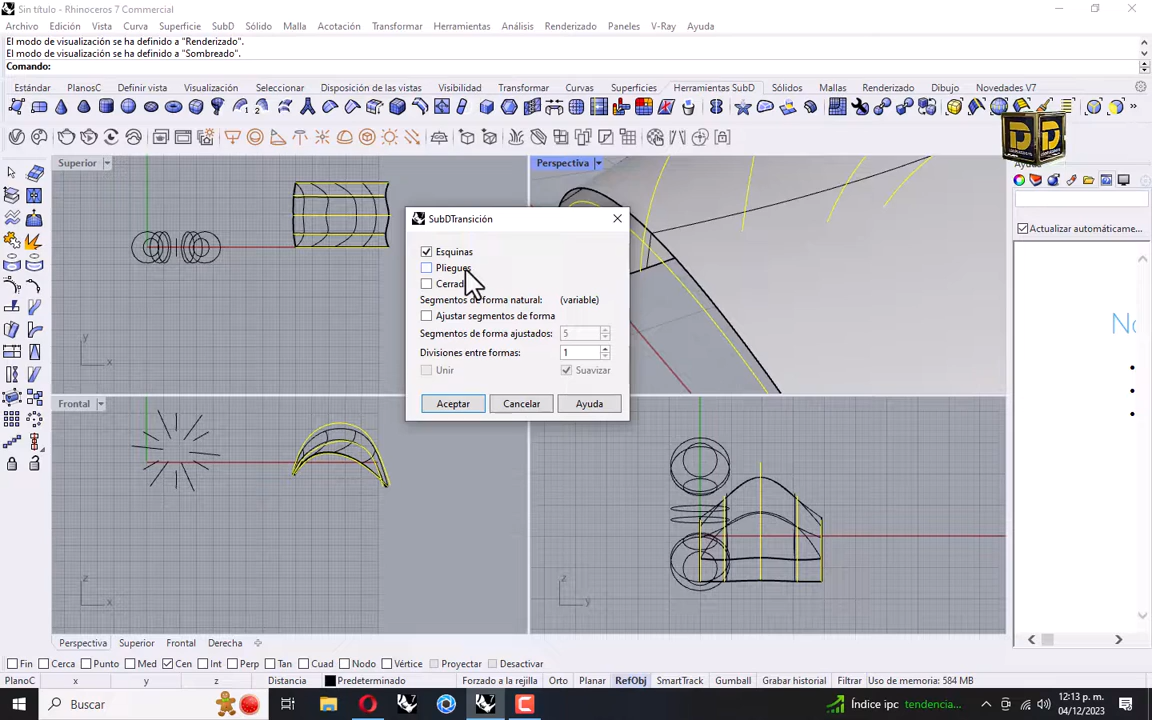 Sin título - Rhinoceros 7 Commercial
Archivo Edición Vista Curva Superficie SubD Sólido Malla Acotación Transformar Herramientas Análisis Renderizado Paneles V-Ray Ayuda
El modo de visualización se ha definido a "Renderizado".
El modo de visualización se ha definido a "Sombreado".
Comando:
Estándar PlanosC Definir vista Visualización Seleccionar Disposición de las vistas Visibilidad Transformar Curvas Superficies Herramientas SubD Sólidos Mallas Renderizado Dibujo Novedades V7
Superior
Perspectiva
Actualizar automáticame...
SubDTransición
Esquinas
Pliegues
Cerrad
Segmentos de forma natural: (variable)
Ajustar segmentos de forma
Segmentos de forma ajustados: 5
Divisiones entre formas: 1
Unir Suavizar
Aceptar Cancelar Ayuda
No
y
x
Frontal
z
x
z
y
Perspectiva Superior Frontal Derecha
Fin Cerca Punto Med Cen Int Perp Tan Cuad Nodo Vértice Proyectar Desactivar
PlanoC x y z Distancia Predeterminado Forzado a la rejilla Orto Planar RefObj SmartTrack Gumball Grabar historial Filtrar Uso de memoria: 584 MB
Buscar
Índice ipc tendencia...
12:13 p. m.
04/12/2023